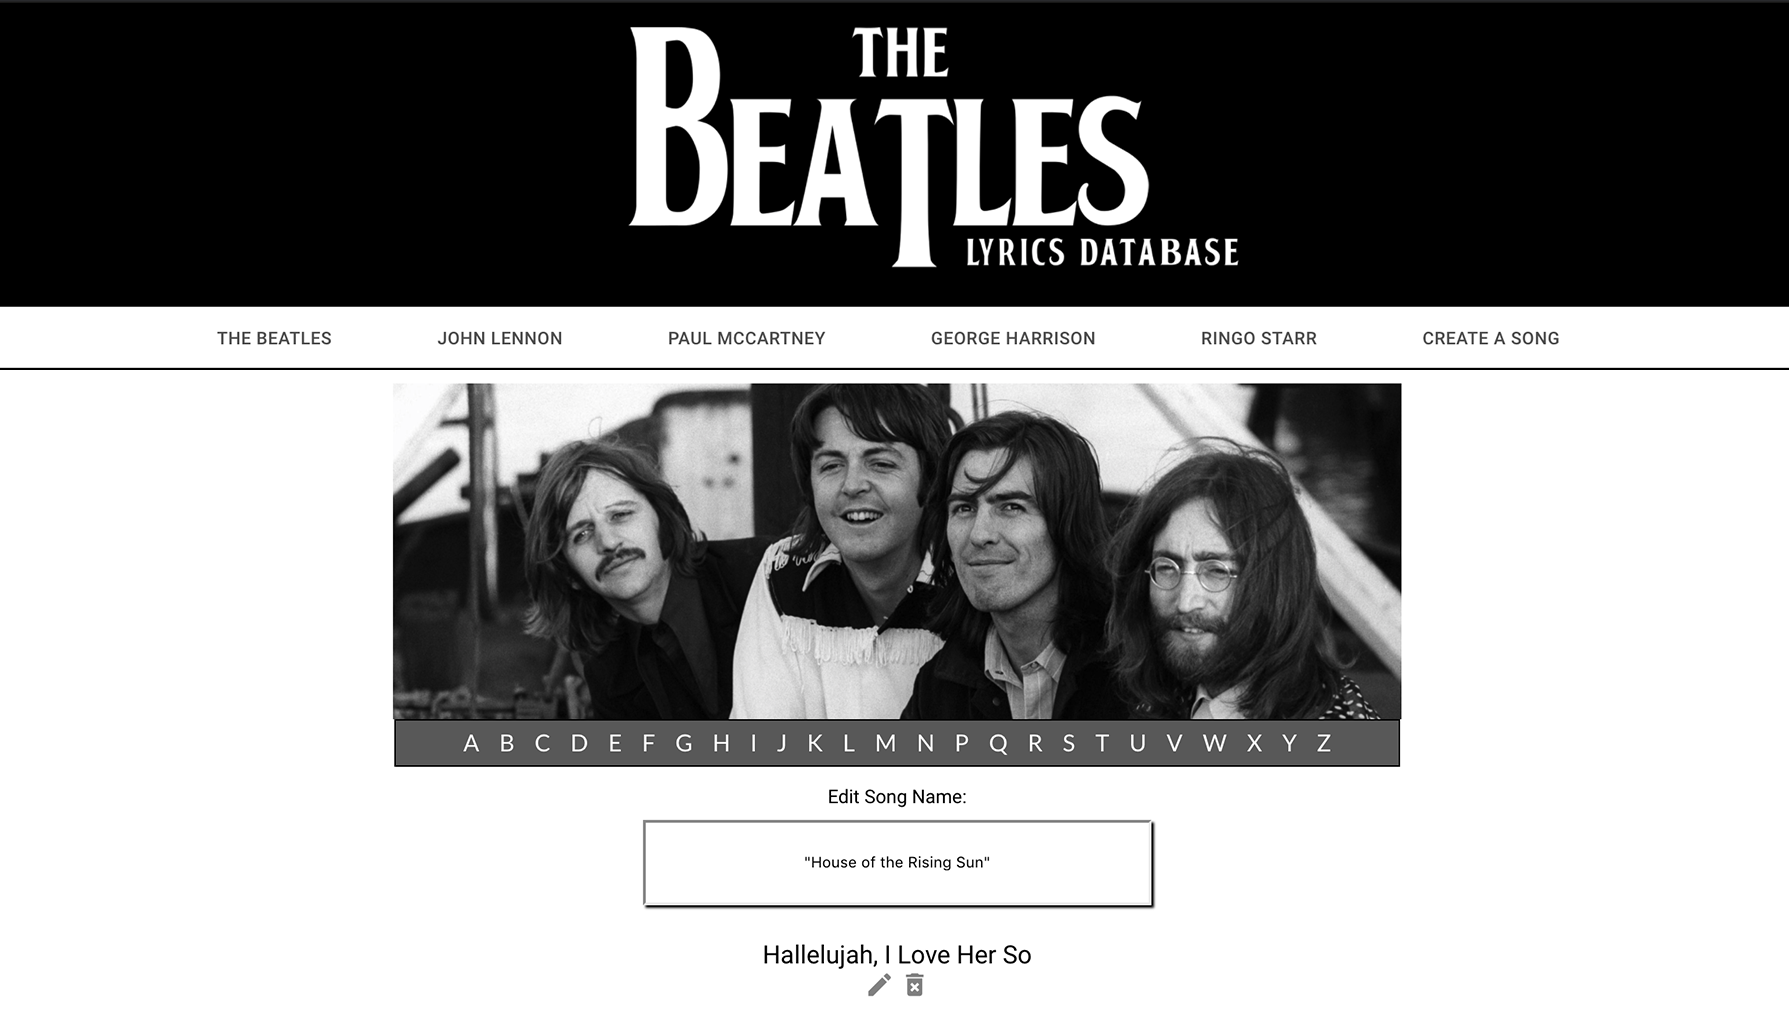 THE
BEATLES
LYRICS DATABASE
THE BEATLES JOHN LENNON PAUL MCCARTNEY GEORGE HARRISON RINGO STARR CREATE A SONG
A B C D E F G H I J K L M N P Q R S T U V W X Y Z
Edit Song Name:
"House of the Rising Sun"
Hallelujah, I Love Her So